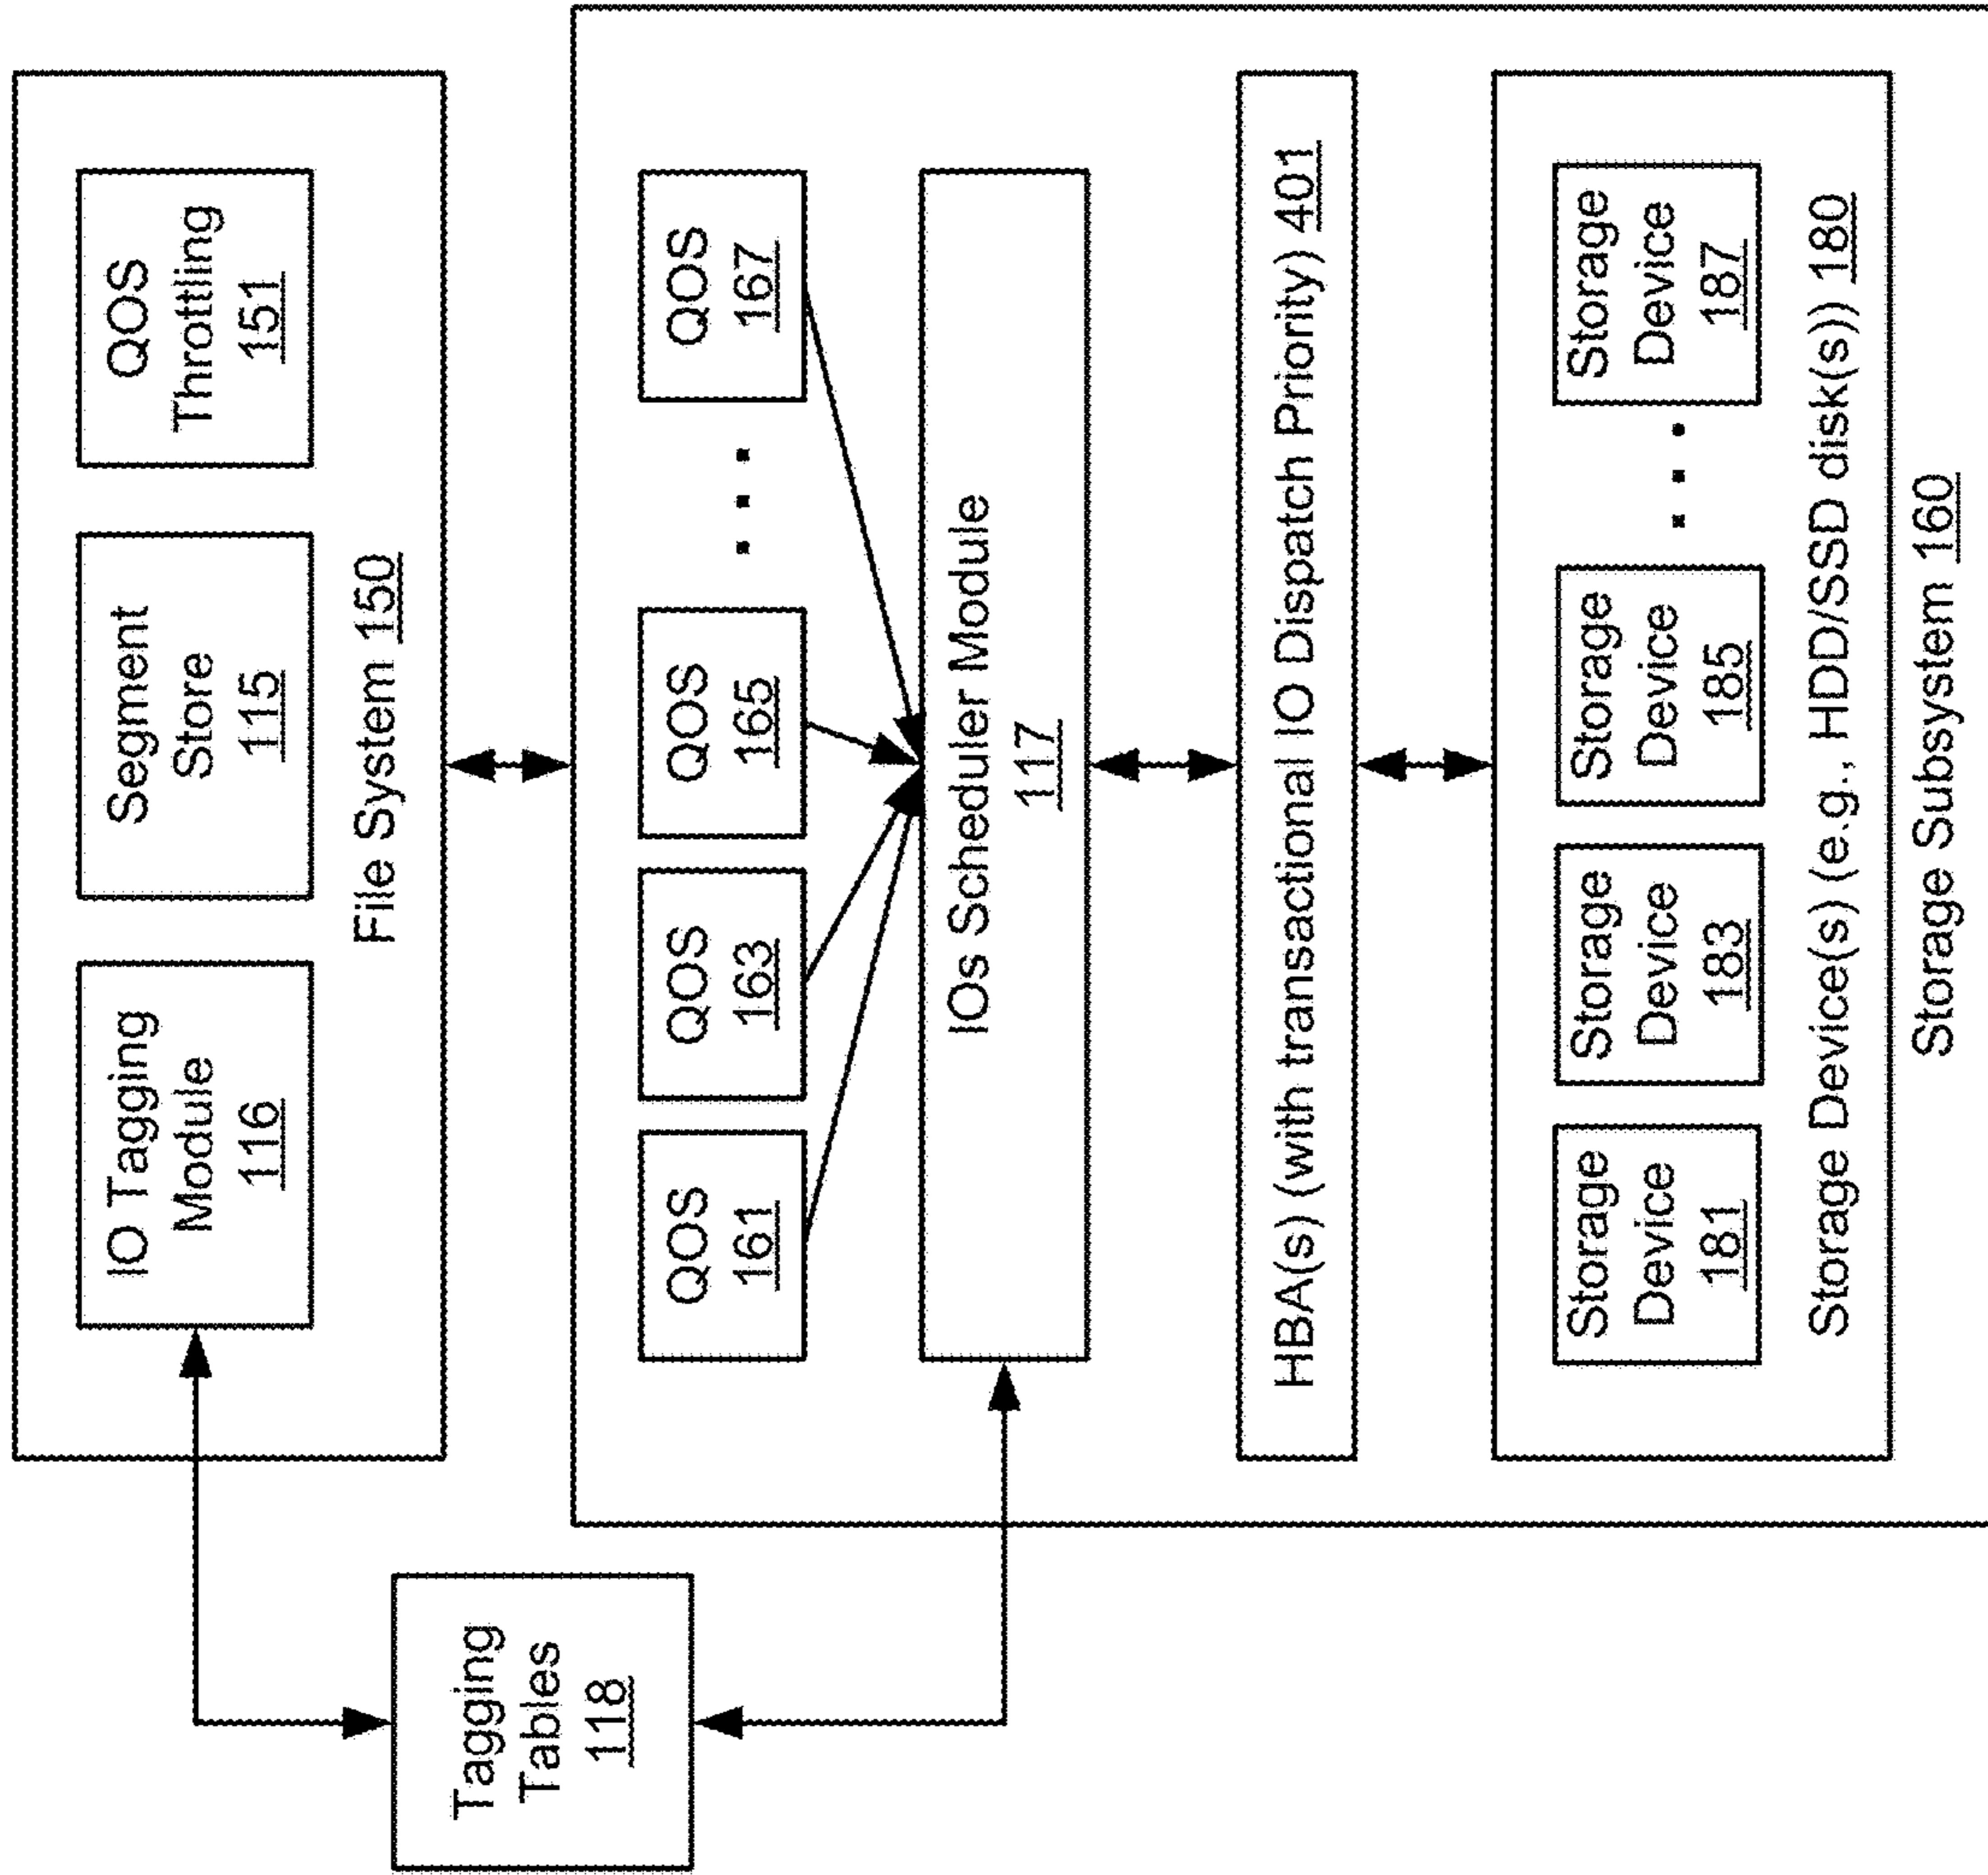 IO Tagging
Module
116
Segment
Store
115
QOS
Throttling
151
File System 150
Tagging
Tables
118
QOS
161
QOS
163
QOS
165
QOS
167
IOs Scheduler Module
117
HBA(s) (with transactional IO Dispatch Priority) 401
Storage
Device
181
Storage
Device
183
Storage
Device
185
Storage
Device
187
Storage Device(s) (e.g., HDD/SSD disk(s)) 180
Storage Subsystem 160